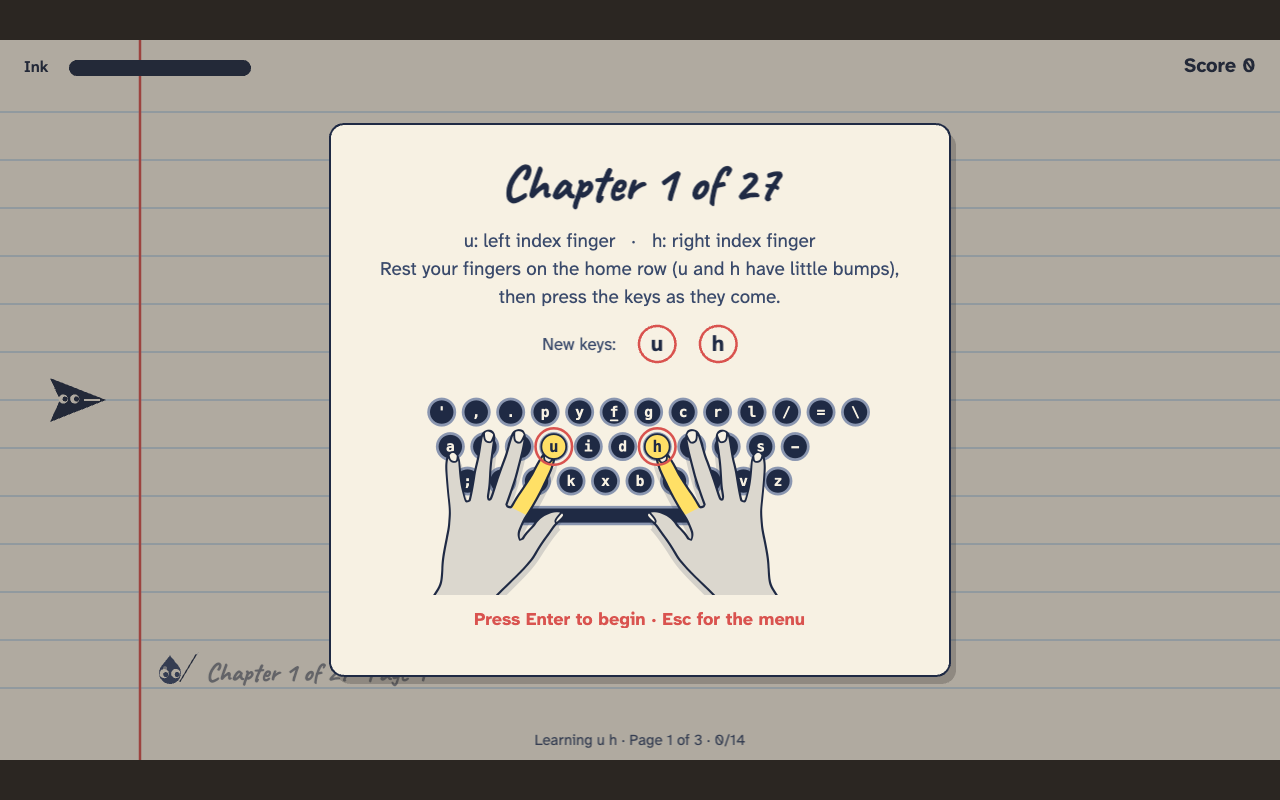 Ink
Score 0
Chapter 1 of 27
u: left index finger · h: right index finger
Rest your fingers on the home row (u and h have little bumps),
then press the keys as they come.
New keys: u h
' , . p y f g c r l / = \
a u i d h s -
; k x b v z
Press Enter to begin · Esc for the menu
Chapter 1 of 27
Learning u h · Page 1 of 3 · 0/14